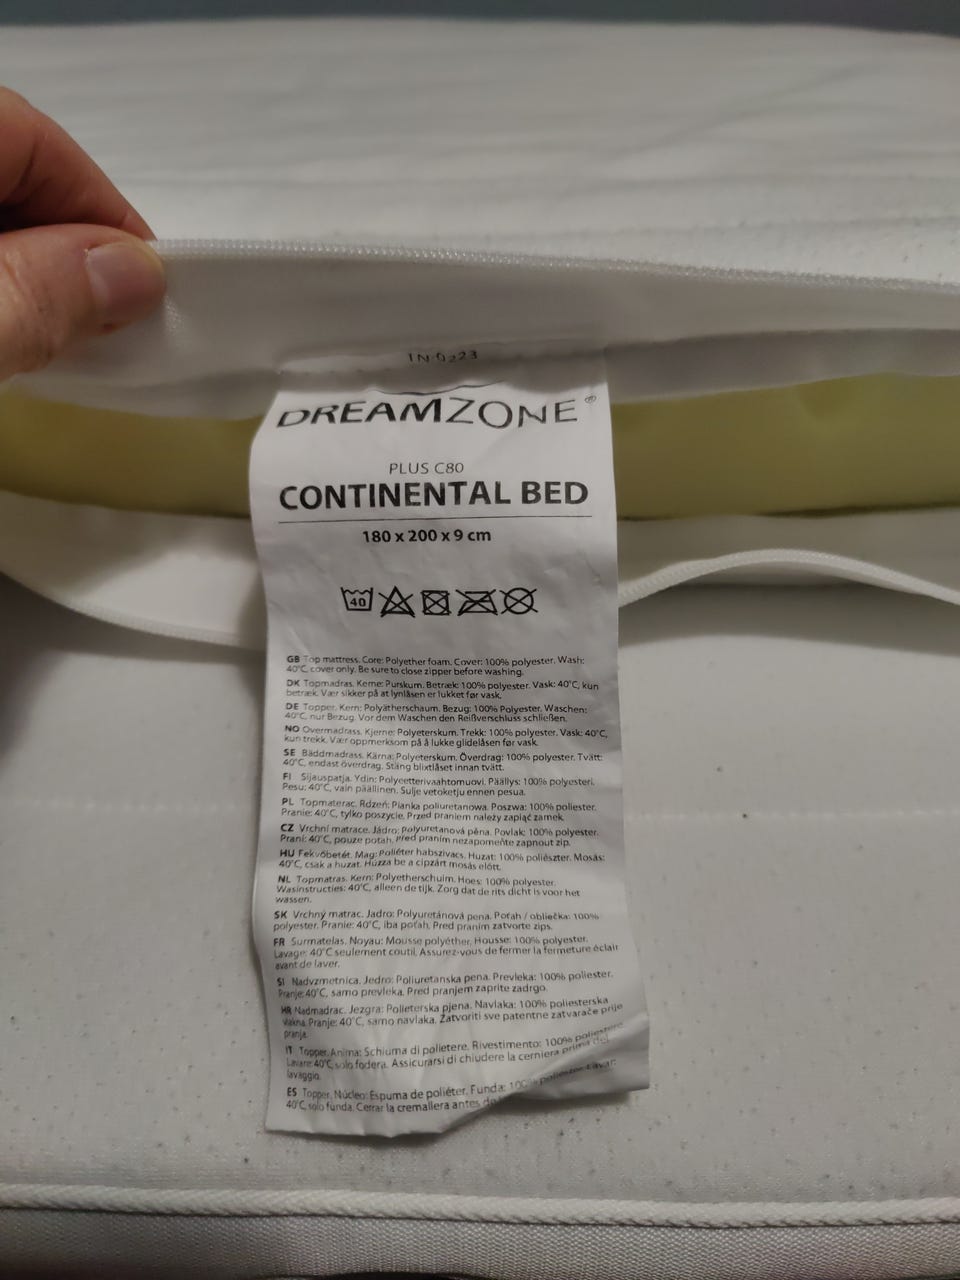 IN 0223
DREAMZONE®
PLUS C80
CONTINENTAL BED
180 x 200 x 9 cm
40
GB Top mattress. Core: Polyether foam. Cover: 100% polyester. Wash:
40°C, cover only. Be sure to close zipper before washing.
DK Topmadras. Kerne: Purskum. Betræk: 100% polyester. Vask: 40°C, kun
betræk. Vær sikker på at lynlåsen er lukket før vask.
DE Topper. Kern: Polyätherschaum. Bezug: 100% Polyester. Waschen:
40°C, nur Bezug. Vor dem Waschen den Reißverschluss schließen.
NO Overmadrass. Kjerne: Polyeterskum. Trekk: 100% polyester. Vask: 40°C,
kun trekk. Vær oppmerksom på å lukke glidelåsen før vask.
SE Bäddmadrass. Kärna: Polyeterskum. Överdrag: 100% polyester. Tvätt:
40°C, endast överdrag. Stäng blixtlåset innan tvätt.
FI Sijauspatja. Ydin: Polyeetterivaahtomuovi. Päällys: 100% polyesteri.
Pesu: 40°C, vain päällinen. Sulje vetoketju ennen pesua.
PL Topmaterac. Rdzeń: Pianka poliuretanowa. Poszwa: 100% poliester.
Pranie: 40°C, tylko poszycie. Przed praniem należy zapiąć zamek.
CZ Vrchní matrace. Jádro: Polyuretanová pěna. Povlak: 100% polyester.
Praní: 40°C, pouze potah. Před praním nezapomeňte zapnout zip.
HU Fekvőbetét. Mag: Poliéter habszivacs. Huzat: 100% poliészter. Mosás:
40°C, csak a huzat. Húzza be a cipzárt mosás előtt.
NL Topmatras. Kern: Polyetherschuim. Hoes: 100% polyester.
Wasinstructies: 40°C, alleen de tijk. Zorg dat de rits dicht is voor het
wassen.
SK Vrchný matrac. Jadro: Polyuretánová pena. Poťah / obliečka: 100%
polyester. Pranie: 40°C, iba poťah. Pred praním zatvorte zips.
FR Surmatelas. Noyau: Mousse polyéther. Housse: 100% polyester.
Lavage: 40°C seulement coutil. Assurez-vous de fermer la fermeture éclair
avant de laver.
SI Nadvzmetnica. Jedro: Poliuretanska pena. Prevleka: 100% poliester.
Pranje: 40°C, samo prevleka. Pred pranjem zaprite zadrgo.
HR Nadmadrac. Jezgra: Polieterska pjena. Navlaka: 100% poliesterska
vlakna. Pranje: 40°C, samo navlaka. Zatvoriti sve patentne zatvarače prije
pranja.
IT Topper. Anima: Schiuma di polietere. Rivestimento: 100% poliestere.
Lavare: 40°C, solo fodera. Assicurarsi di chiudere la cerniera prima del
lavaggio.
ES Topper. Núcleo: Espuma de poliéter. Funda: 100% poliester. Lavar:
40°C, solo funda. Cerrar la cremallera antes de